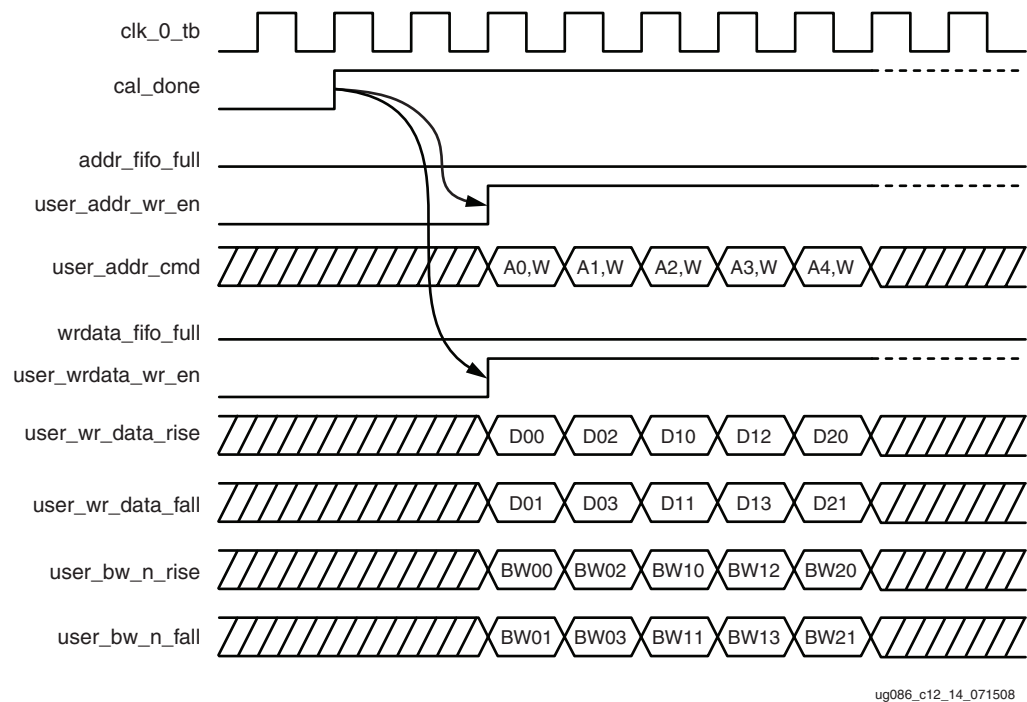 clk_0_tb
cal_done
addr_fifo_full
user_addr_wr_en
user_addr_cmd A0,W A1,W A2,W A3,W A4,W
wrdata_fifo_full
user_wrdata_wr_en
user_wr_data_rise D00 D02 D10 D12 D20
user_wr_data_fall D01 D03 D11 D13 D21
user_bw_n_rise BW00 BW02 BW10 BW12 BW20
user_bw_n_fall BW01 BW03 BW11 BW13 BW21
ug086_c12_14_071508